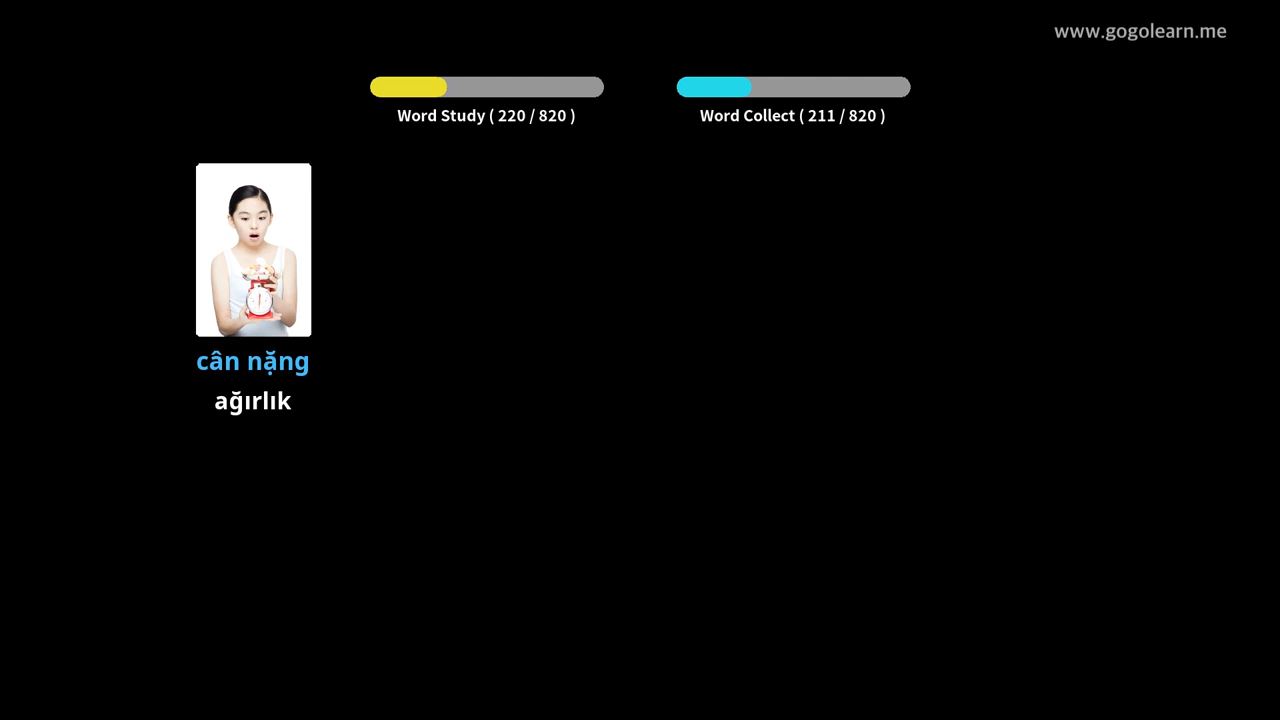 www.gogolearn.me
Word Study ( 220 / 820 )
Word Collect ( 211 / 820 )
cân nặng
ağırlık